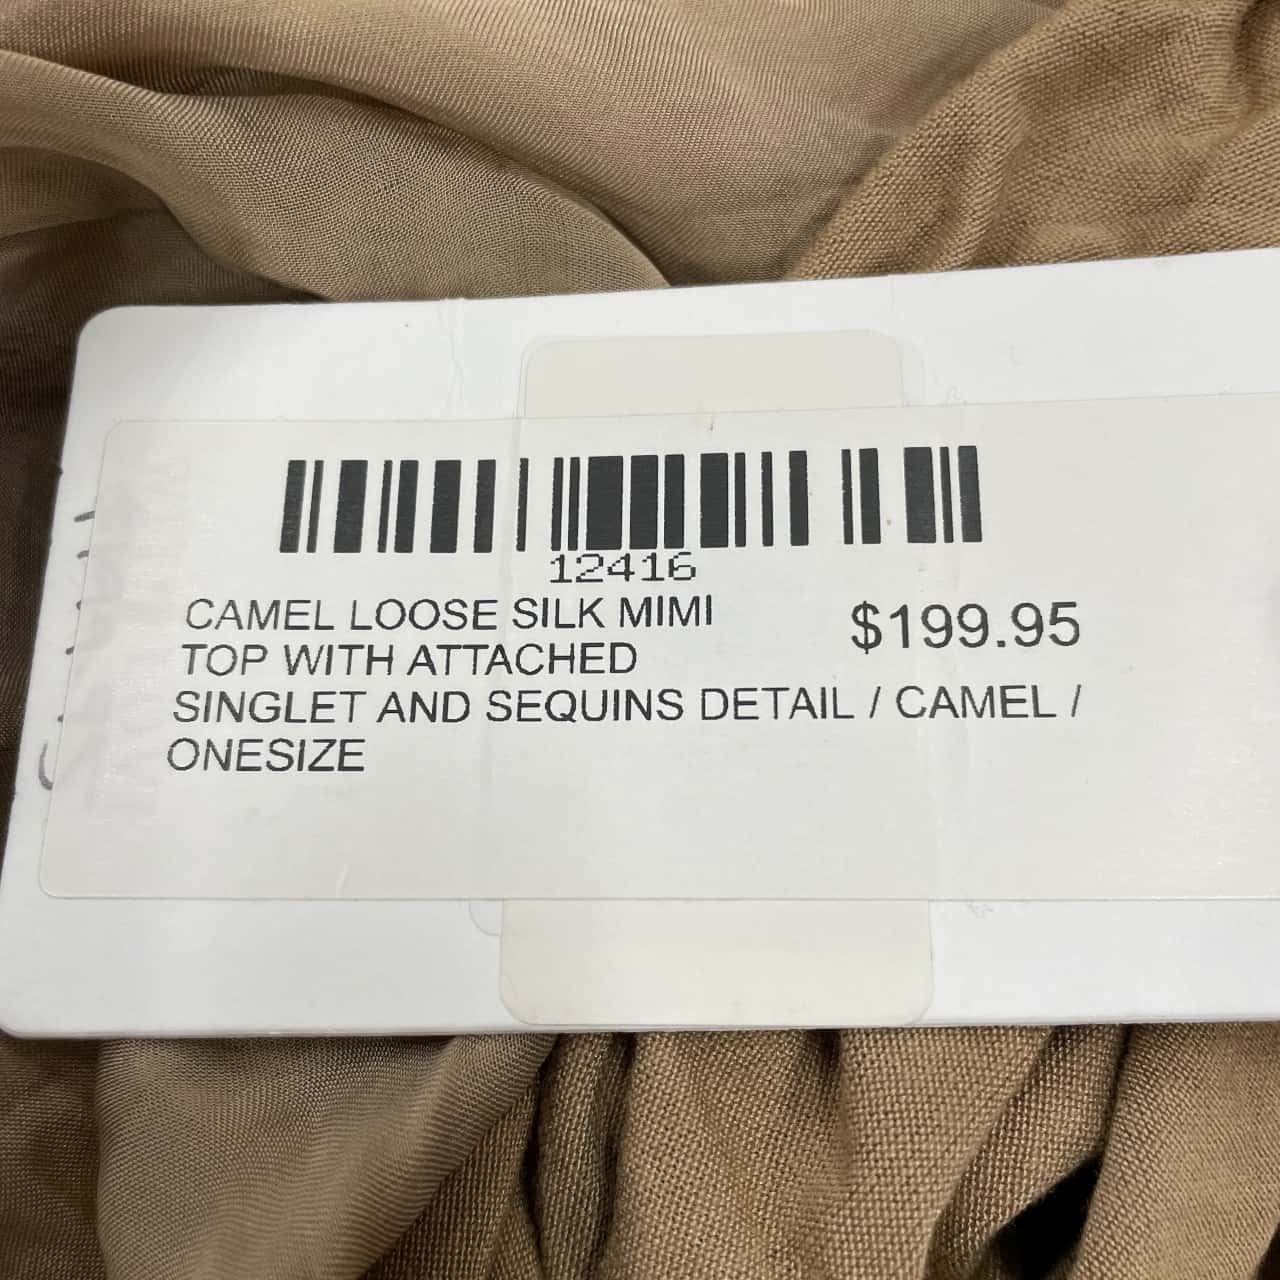 12416
CAMEL LOOSE SILK MIMI
$199.95
TOP WITH ATTACHED
SINGLET AND SEQUINS DETAIL / CAMEL /
ONESIZE